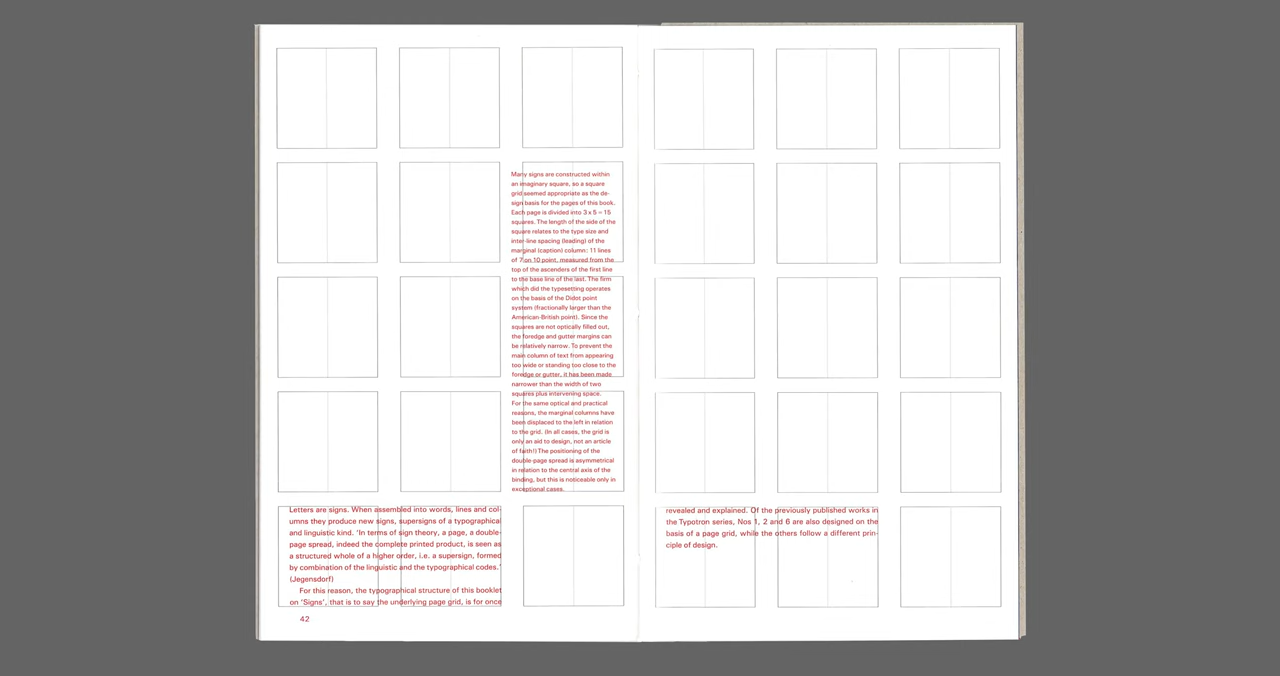 Many signs are constructed within
an imaginary square, so a square
grid seemed appropriate as the de-
sign basis for the pages of this book.
Each page is divided into 3 x 5 = 15
squares. The length of the side of the
square relates to the type size and
inter-line spacing (leading) of the
marginal (caption) column: 11 lines
of 7 on 10 point, measured from the
top of the ascenders of the first line
to the base line of the last. The firm
which did the typesetting operates
on the basis of the Didot point
system (fractionally larger than the
American-British point). Since the
squares are not optically filled out,
the foredge and gutter margins can
be relatively narrow. To prevent the
main column of text from appearing
too wide or standing too close to the
foredge or gutter, it has been made
narrower than the width of two
squares plus intervening space.
For the same optical and practical
reasons, the marginal columns have
been displaced to the left in relation
to the grid. (In all cases, the grid is
only an aid to design, not an article
of faith!) The positioning of the
double-page spread is asymmetrical
in relation to the central axis of the
binding, but this is noticeable only in
exceptional cases.
Letters are signs. When assembled into words, lines and col-
umns they produce new signs, supersigns of a typographical
and linguistic kind. 'In terms of sign theory, a page, a double-
page spread, indeed the complete printed product, is seen as
a structured whole of a higher order, i.e. a supersign, formed
by combination of the linguistic and the typographical codes.'
(Jegensdorf)
For this reason, the typographical structure of this booklet
on 'Signs', that is to say the underlying page grid, is for once
42
revealed and explained. Of the previously published works in
the Typotron series, Nos 1, 2 and 6 are also designed on the
basis of a page grid, while the others follow a different prin-
ciple of design.